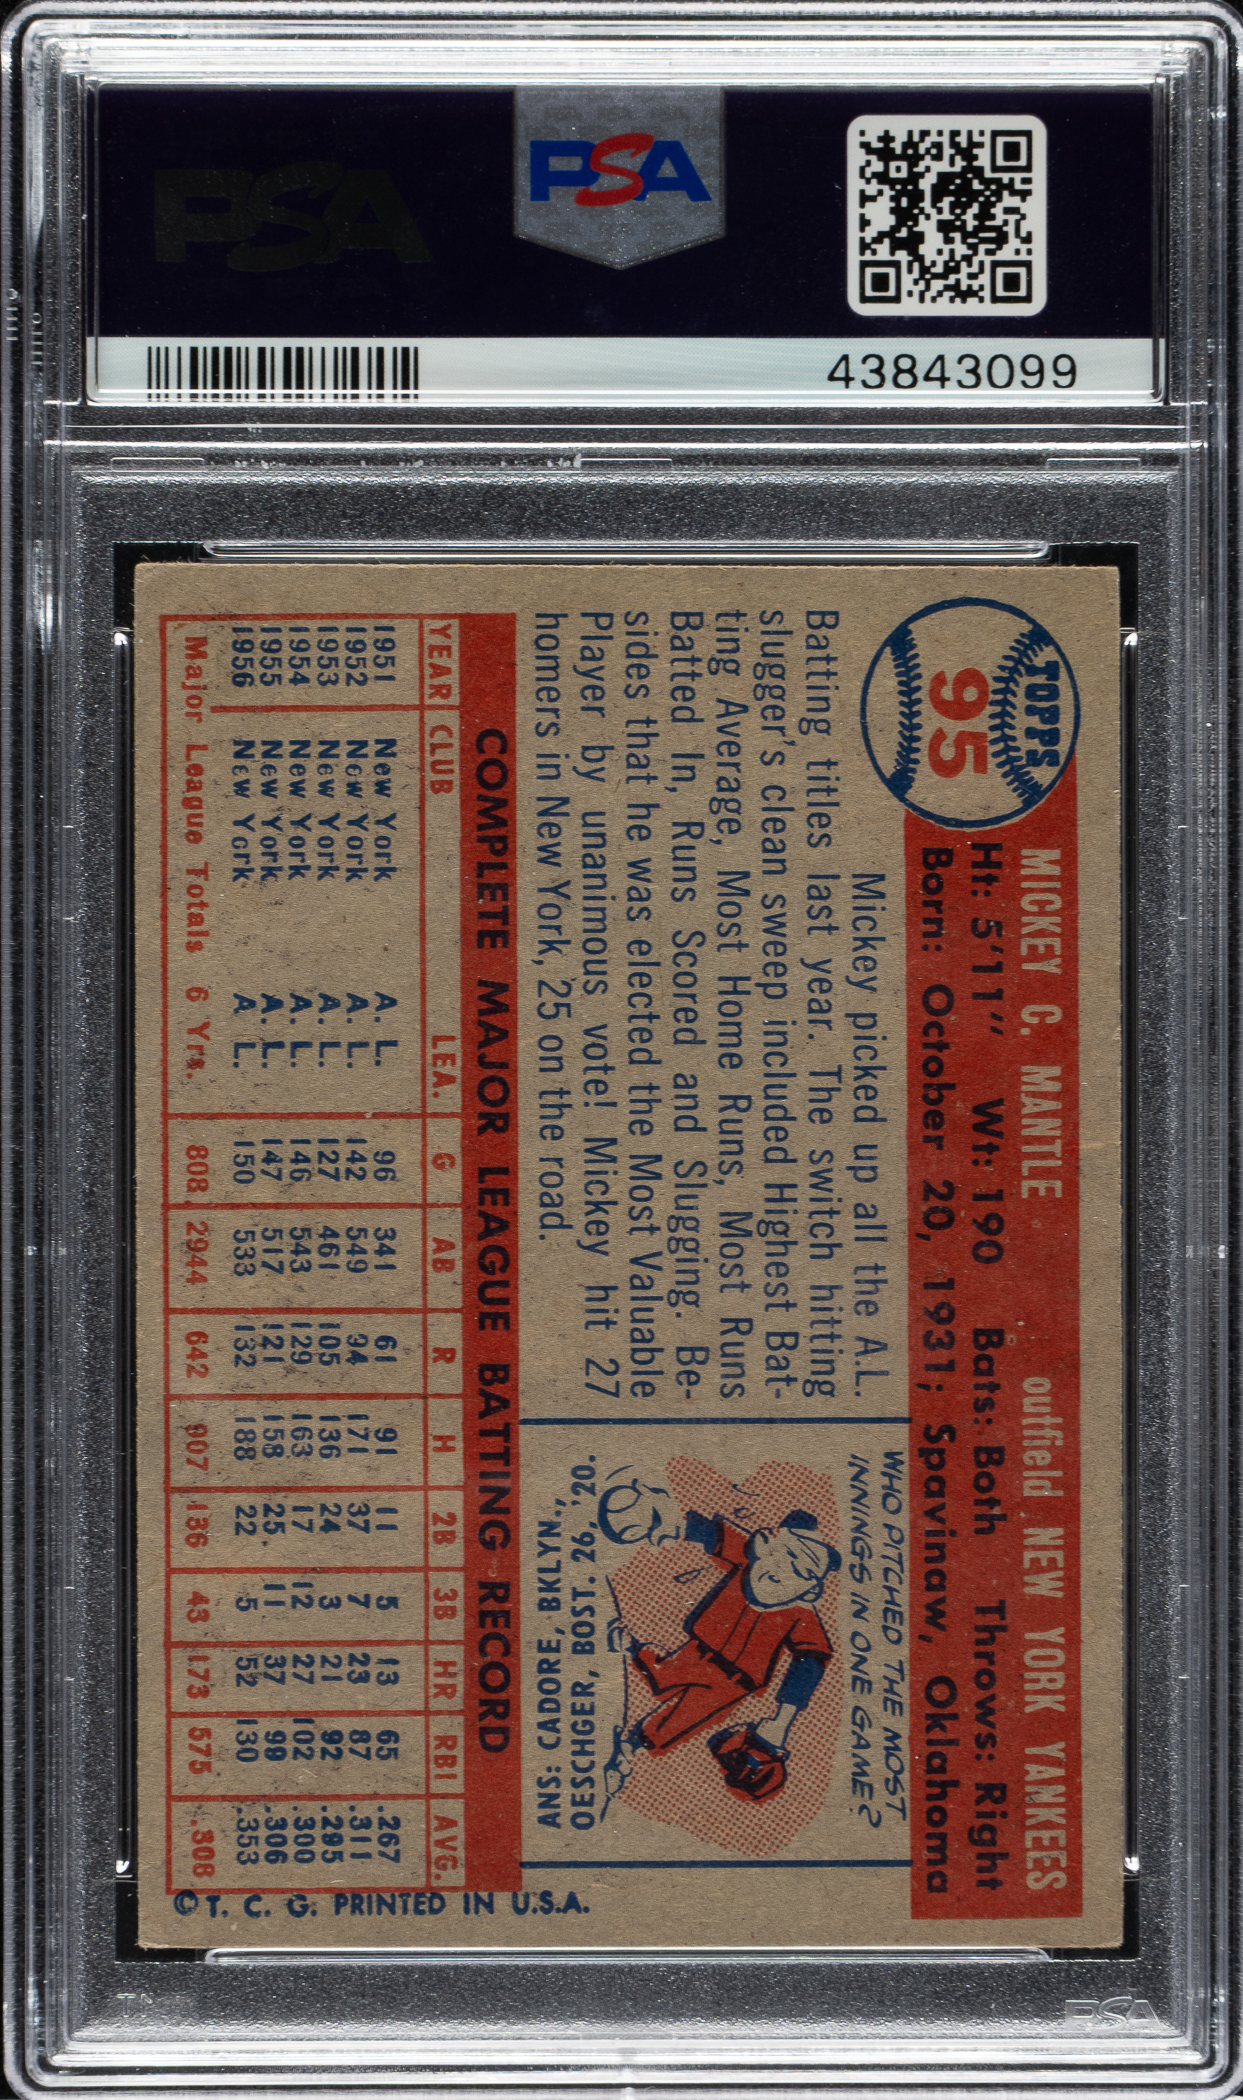 PSA
PSA
43843099
TOPPS
95
MICKEY C. MANTLE outfield NEW YORK YANKEES
Ht: 5'11" Wt: 190 Bats: Both Throws: Right
Born: October 20, 1931; Spavinaw, Oklahoma
Mickey picked up all the A.L.
Batting titles last year. The switch hitting
slugger's clean sweep included Highest Bat-
ting Average, Most Home Runs, Most Runs
Batted In, Runs Scored and Slugging. Be-
sides that he was elected the Most Valuable
Player by unanimous vote! Mickey hit 27
homers in New York, 25 on the road.
WHO PITCHED THE MOST
INNINGS IN ONE GAME?
ANS: CADORE, BKLYN.,
OESCHGER, BOST. 26, '20.
COMPLETE MAJOR LEAGUE BATTING RECORD
YEAR CLUB LEA. G AB R H 2B 3B HR RBI AVG.
1951 New York A. L. 96 341 61 91 11 5 13 65 .267
1952 New York A. L. 142 549 94 171 37 7 23 87 .311
1953 New York A. L. 127 461 105 136 24 3 21 92 .295
1954 New York A. L. 146 543 129 163 17 12 27 102 .300
1955 New York A. L. 147 517 121 158 25 11 37 99 .306
1956 New York A L. 150 533 132 188 22 5 52 130 .353
Major League Totals 6 Yrs. 808 2944 642 907 136 43 173 575 .308
© T. C. G. PRINTED IN U.S.A.
PSA